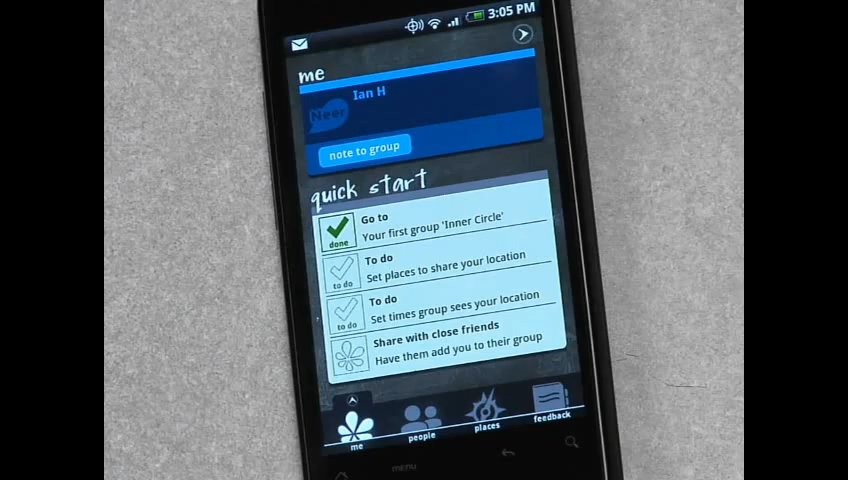 3:05 PM
me
Ian H
Neer
note to group
quick start
Go to
Your first group 'Inner Circle'
done
To do
Set places to share your location
to do
To do
Set times group sees your location
to do
Share with close friends
Have them add you to their group
me
people
places
feedback
menu